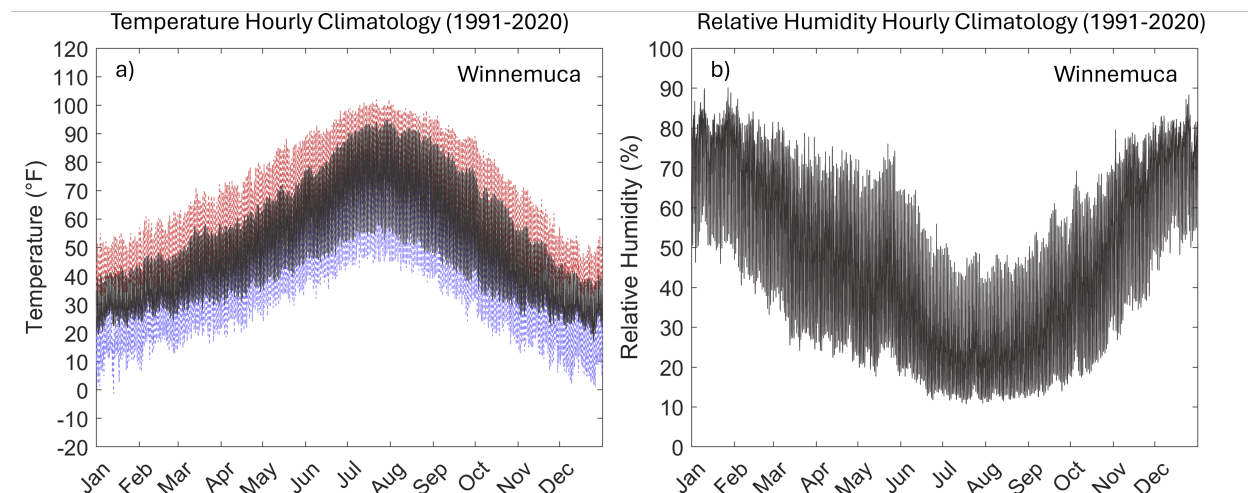 Temperature Hourly Climatology (1991-2020)
a)
Winnemuca
Temperature (°F)
120
110
100
90
80
70
60
50
40
30
20
10
0
-10
-20
Jan
Feb
Mar
Apr
May
Jun
Jul
Aug
Sep
Oct
Nov
Dec
Relative Humidity Hourly Climatology (1991-2020)
b)
Winnemuca
Relative Humidity (%)
100
90
80
70
60
50
40
30
20
10
0
Jan
Feb
Mar
Apr
May
Jun
Jul
Aug
Sep
Oct
Nov
Dec